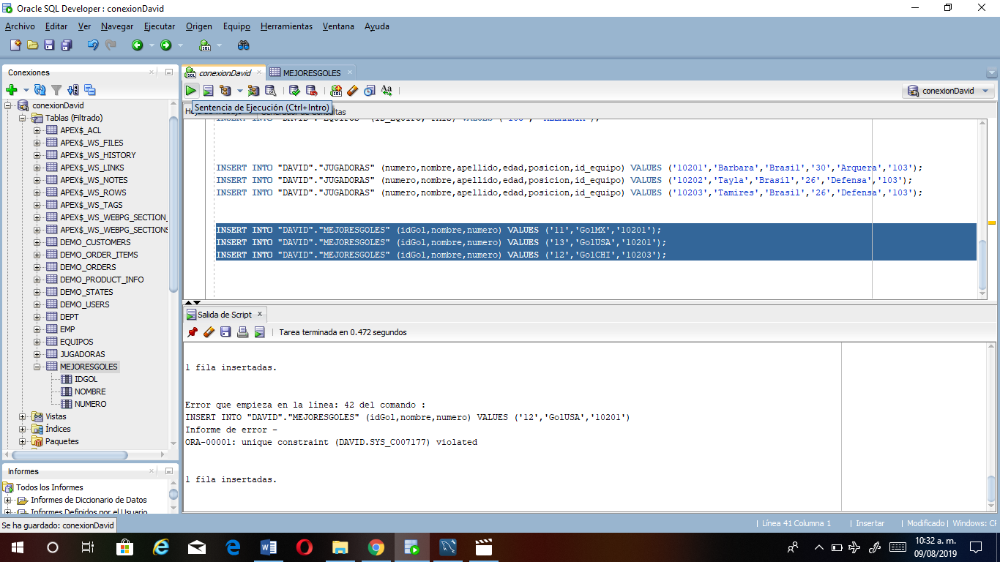 Oracle SQL Developer : conexionDavid
Archivo Editar Ver Navegar Ejecutar Origen Equipo Herramientas Ventana Ayuda
Conexiones
conexionDavid
Tablas (Filtrado)
APEX$_ACL
APEX$_WS_FILES
APEX$_WS_HISTORY
APEX$_WS_LINKS
APEX$_WS_NOTES
APEX$_WS_ROWS
APEX$_WS_TAGS
APEX$_WS_WEBPG_SECTION_
APEX$_WS_WEBPG_SECTIONS
DEMO_CUSTOMERS
DEMO_ORDER_ITEMS
DEMO_ORDERS
DEMO_PRODUCT_INFO
DEMO_STATES
DEMO_USERS
DEPT
EMP
EQUIPOS
JUGADORAS
MEJORESGOLES
IDGOL
NOMBRE
NUMERO
Vistas
Índices
Paquetes
Informes
Todos los Informes
Informes de Diccionario de Datos
Informes Definidos por el Usuario
conexionDavid MEJORESGOLES
conexionDavid
Sentencia de Ejecución (Ctrl+Intro)
INSERT INTO "DAVID"."JUGADORAS" (numero,nombre,apellido,edad,posicion,id_equipo) VALUES ('10201','Barbara','Brasil','30','Arquera','103');
INSERT INTO "DAVID"."JUGADORAS" (numero,nombre,apellido,edad,posicion,id_equipo) VALUES ('10202','Tayla','Brasil','26','Defensa','103');
INSERT INTO "DAVID"."JUGADORAS" (numero,nombre,apellido,edad,posicion,id_equipo) VALUES ('10203','Tamires','Brasil','26','Defensa','103');
INSERT INTO "DAVID"."MEJORESGOLES" (idGol,nombre,numero) VALUES ('11','GolMX','10201');
INSERT INTO "DAVID"."MEJORESGOLES" (idGol,nombre,numero) VALUES ('13','GolUSA','10201');
INSERT INTO "DAVID"."MEJORESGOLES" (idGol,nombre,numero) VALUES ('12','GolCHI','10203');
Salida de Script
Tarea terminada en 0.472 segundos
1 fila insertadas.
Error que empieza en la línea: 42 del comando :
INSERT INTO "DAVID"."MEJORESGOLES" (idGol,nombre,numero) VALUES ('12','GolUSA','10201')
Informe de error -
ORA-00001: unique constraint (DAVID.SYS_C007177) violated
1 fila insertadas.
Se ha guardado: conexionDavid
Línea 41 Columna 1 Insertar Modificado Windows: CF
10:32 a. m.
09/08/2019